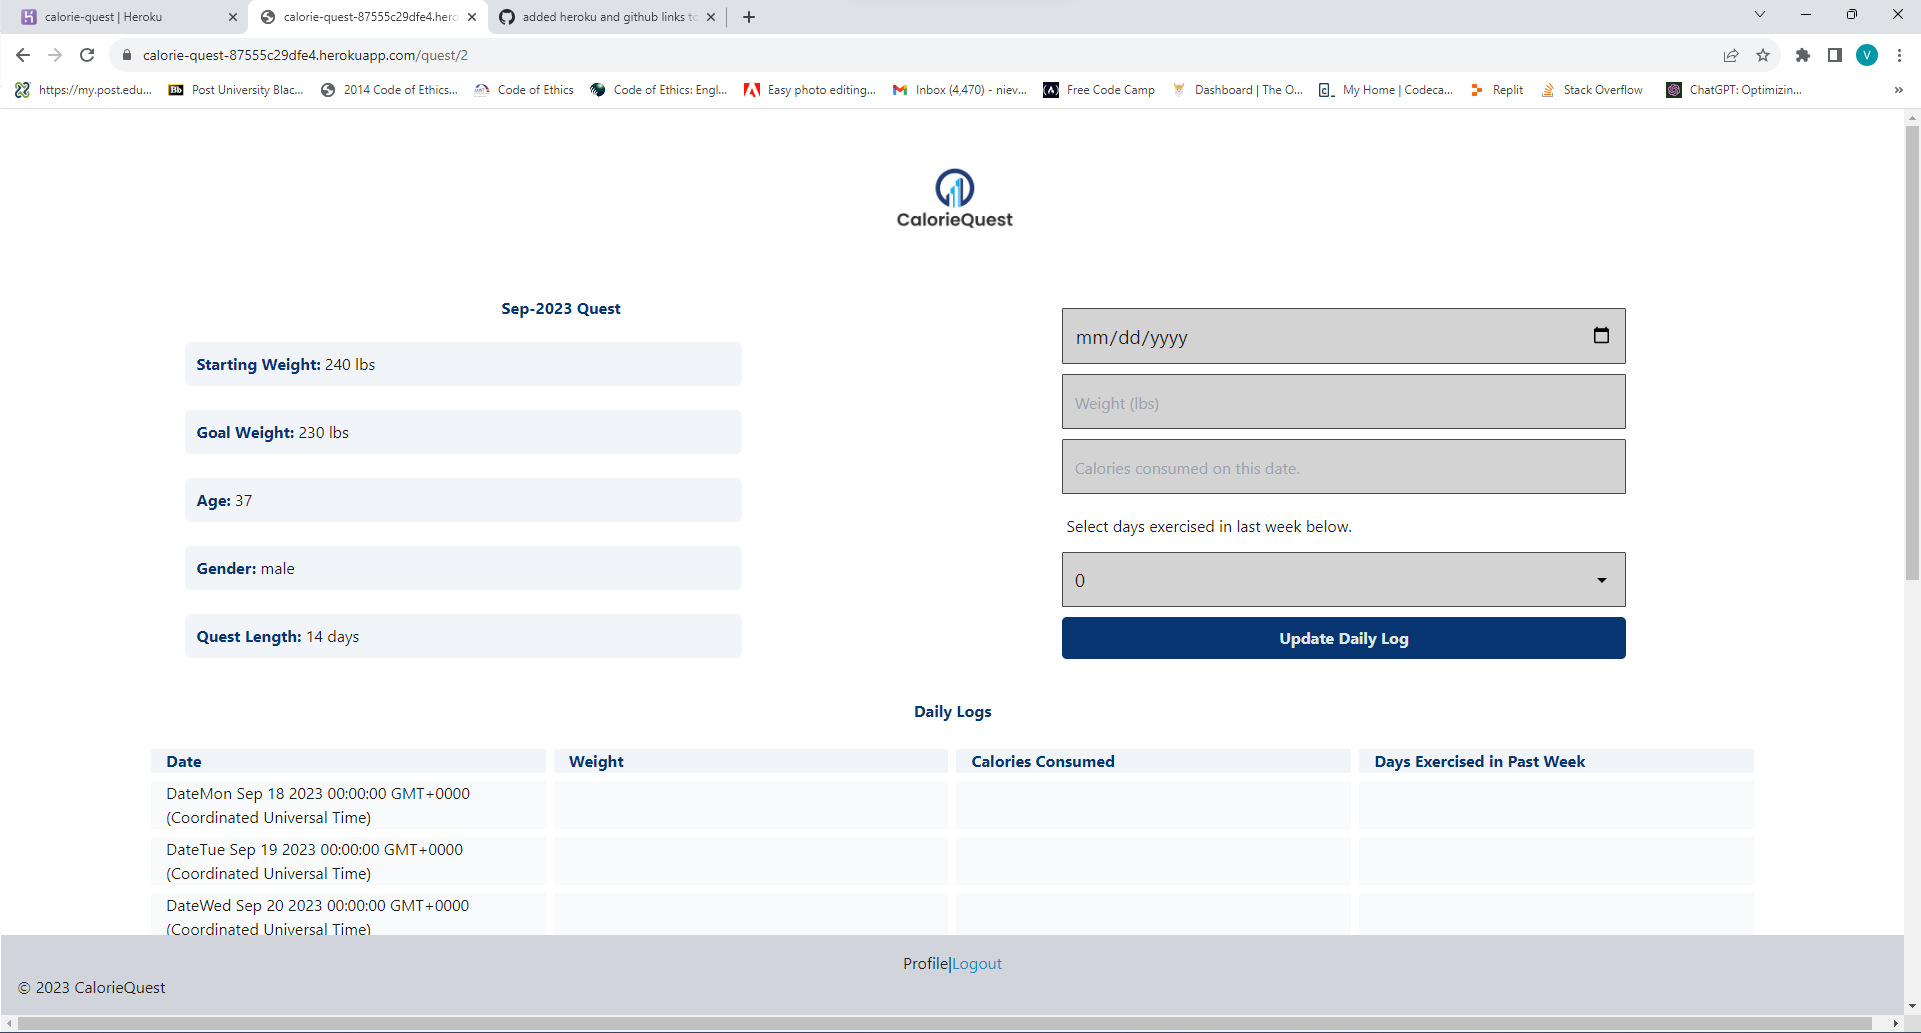 calorie-quest | Heroku
calorie-quest-87555c29dfe4.hero
added heroku and github links to
calorie-quest-87555c29dfe4.herokuapp.com/quest/2
V
https://my.post.edu...
Bb
Post University Blac...
2014 Code of Ethics...
Code of Ethics
Code of Ethics: Engl...
Easy photo editing...
Inbox (4,470) - niev...
Free Code Camp
Dashboard | The O...
My Home | Codeca...
Replit
Stack Overflow
ChatGPT: Optimizin...
»
CalorieQuest
Sep-2023 Quest
Starting Weight: 240 lbs
Goal Weight: 230 lbs
Age: 37
Gender: male
Quest Length: 14 days
mm/dd/yyyy
Weight (lbs)
Calories consumed on this date.
Select days exercised in last week below.
0
Update Daily Log
Daily Logs
Date Weight Calories Consumed Days Exercised in Past Week
DateMon Sep 18 2023 00:00:00 GMT+0000
(Coordinated Universal Time)
DateTue Sep 19 2023 00:00:00 GMT+0000
(Coordinated Universal Time)
DateWed Sep 20 2023 00:00:00 GMT+0000
(Coordinated Universal Time)
Profile|Logout
© 2023 CalorieQuest